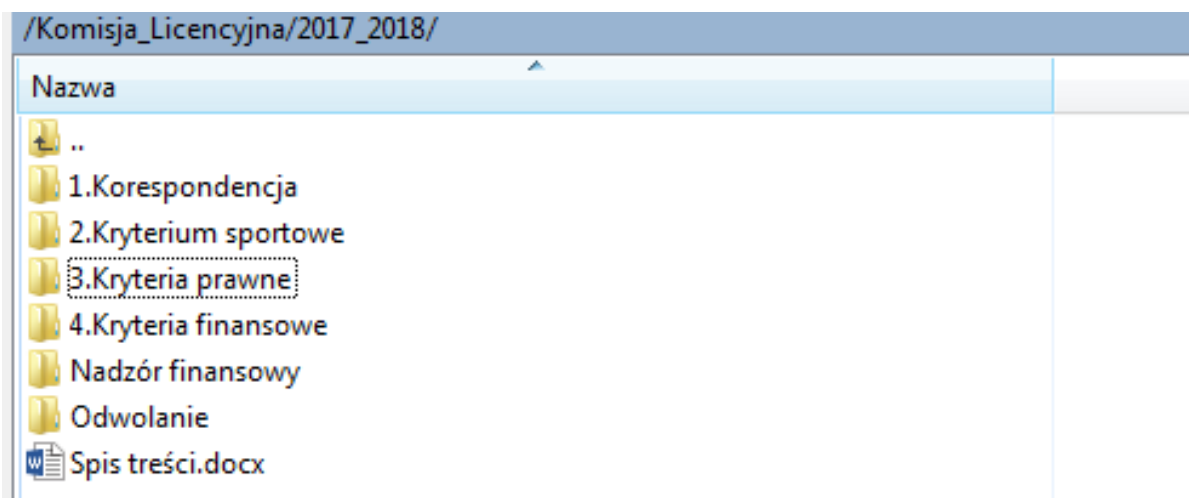 /Komisja_Licencyjna/2017_2018/
Nazwa
..
1.Korespondencja
2.Kryterium sportowe
3.Kryteria prawne
4.Kryteria finansowe
Nadzór finansowy
Odwolanie
Spis treści.docx